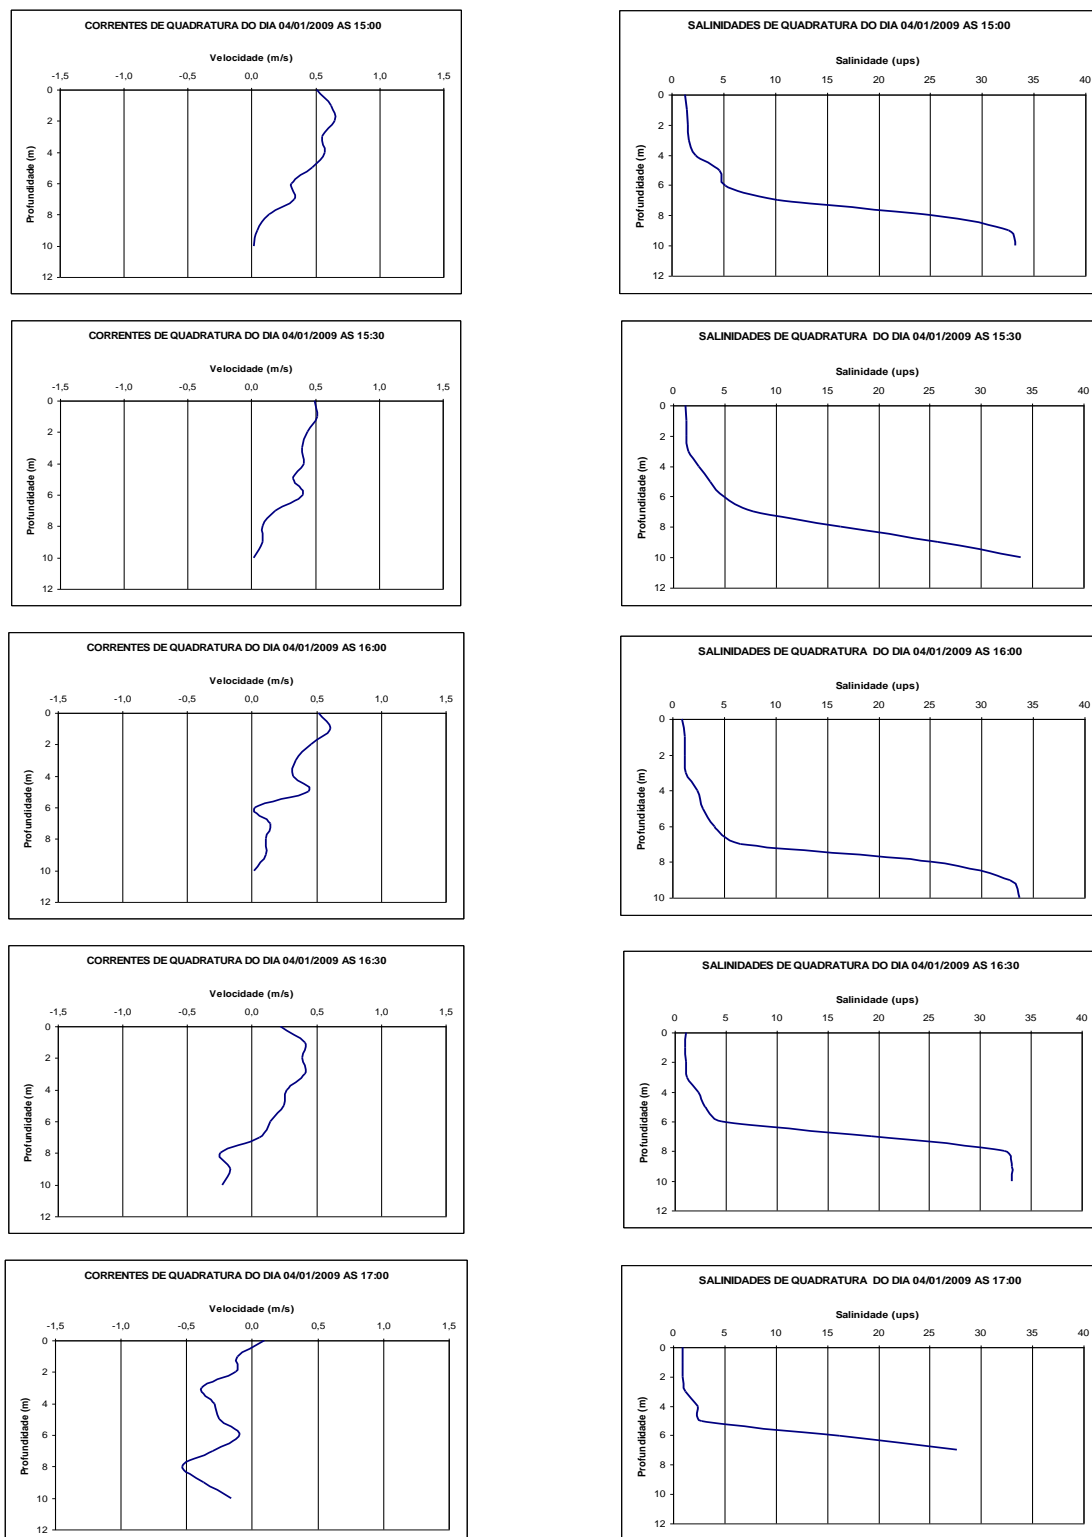 CORRENTES DE QUADRATURA DO DIA 04/01/2009 AS 15:00
Velocidade (m/s)
-1,5 -1,0 -0,5 0,0 0,5 1,0 1,5
0
2
4
6
8
10
12
Profundidade (m)
SALINIDADES DE QUADRATURA DO DIA 04/01/2009 AS 15:00
Salinidade (ups)
0 5 10 15 20 25 30 35 40
0
2
4
6
8
10
12
Profundidade (m)
CORRENTES DE QUADRATURA DO DIA 04/01/2009 AS 15:30
Velocidade (m/s)
-1,5 -1,0 -0,5 0,0 0,5 1,0 1,5
0
2
4
6
8
10
12
Profundidade (m)
SALINIDADES DE QUADRATURA DO DIA 04/01/2009 AS 15:30
Salinidade (ups)
0 5 10 15 20 25 30 35 40
0
2
4
6
8
10
12
Profundidade (m)
CORRENTES DE QUADRATURA DO DIA 04/01/2009 AS 16:00
Velocidade (m/s)
-1,5 -1,0 -0,5 0,0 0,5 1,0 1,5
0
2
4
6
8
10
12
Profundidade (m)
SALINIDADES DE QUADRATURA DO DIA 04/01/2009 AS 16:00
Salinidade (ups)
0 5 10 15 20 25 30 35 40
0
2
4
6
8
10
Profundidade (m)
CORRENTES DE QUADRATURA DO DIA 04/01/2009 AS 16:30
Velocidade (m/s)
-1,5 -1,0 -0,5 0,0 0,5 1,0 1,5
0
2
4
6
8
10
12
Profundidade (m)
SALINIDADES DE QUADRATURA DO DIA 04/01/2009 AS 16:30
Salinidade (ups)
0 5 10 15 20 25 30 35 40
0
2
4
6
8
10
12
Profundidade (m)
CORRENTES DE QUADRATURA DO DIA 04/01/2009 AS 17:00
Velocidade (m/s)
-1,5 -1,0 -0,5 0,0 0,5 1,0 1,5
0
2
4
6
8
10
12
Profundidade (m)
SALINIDADES DE QUADRATURA DO DIA 04/01/2009 AS 17:00
Salinidade (ups)
0 5 10 15 20 25 30 35 40
0
2
4
6
8
10
12
Profundidade (m)